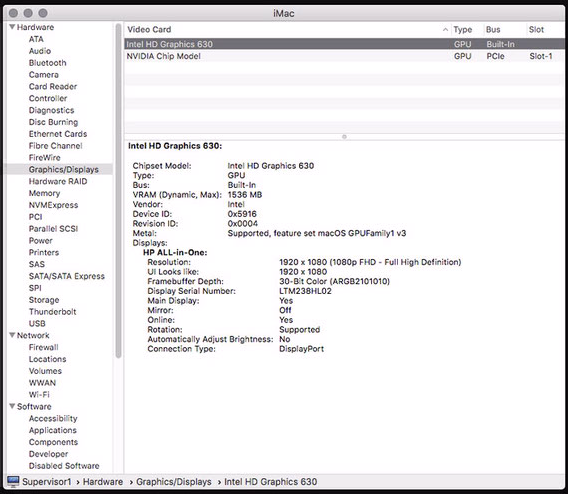 iMac
Hardware
ATA
Audio
Bluetooth
Camera
Card Reader
Controller
Diagnostics
Disc Burning
Ethernet Cards
Fibre Channel
FireWire
Graphics/Displays
Hardware RAID
Memory
NVMExpress
PCI
Parallel SCSI
Power
Printers
SAS
SATA/SATA Express
SPI
Storage
Thunderbolt
USB
Network
Firewall
Locations
Volumes
WWAN
Wi-Fi
Software
Accessibility
Applications
Components
Developer
Disabled Software
Video Card Type Bus Slot
Intel HD Graphics 630 GPU Built-In
NVIDIA Chip Model GPU PCIe Slot-1
Intel HD Graphics 630:
Chipset Model: Intel HD Graphics 630
Type: GPU
Bus: Built-In
VRAM (Dynamic, Max): 1536 MB
Vendor: Intel
Device ID: 0x5916
Revision ID: 0x0004
Metal: Supported, feature set macOS GPUFamily1 v3
Displays:
HP ALL-in-One:
Resolution: 1920 x 1080 (1080p FHD - Full High Definition)
UI Looks like: 1920 x 1080
Framebuffer Depth: 30-Bit Color (ARGB2101010)
Display Serial Number: LTM238HL02
Main Display: Yes
Mirror: Off
Online: Yes
Rotation: Supported
Automatically Adjust Brightness: No
Connection Type: DisplayPort
Supervisor1 › Hardware › Graphics/Displays › Intel HD Graphics 630